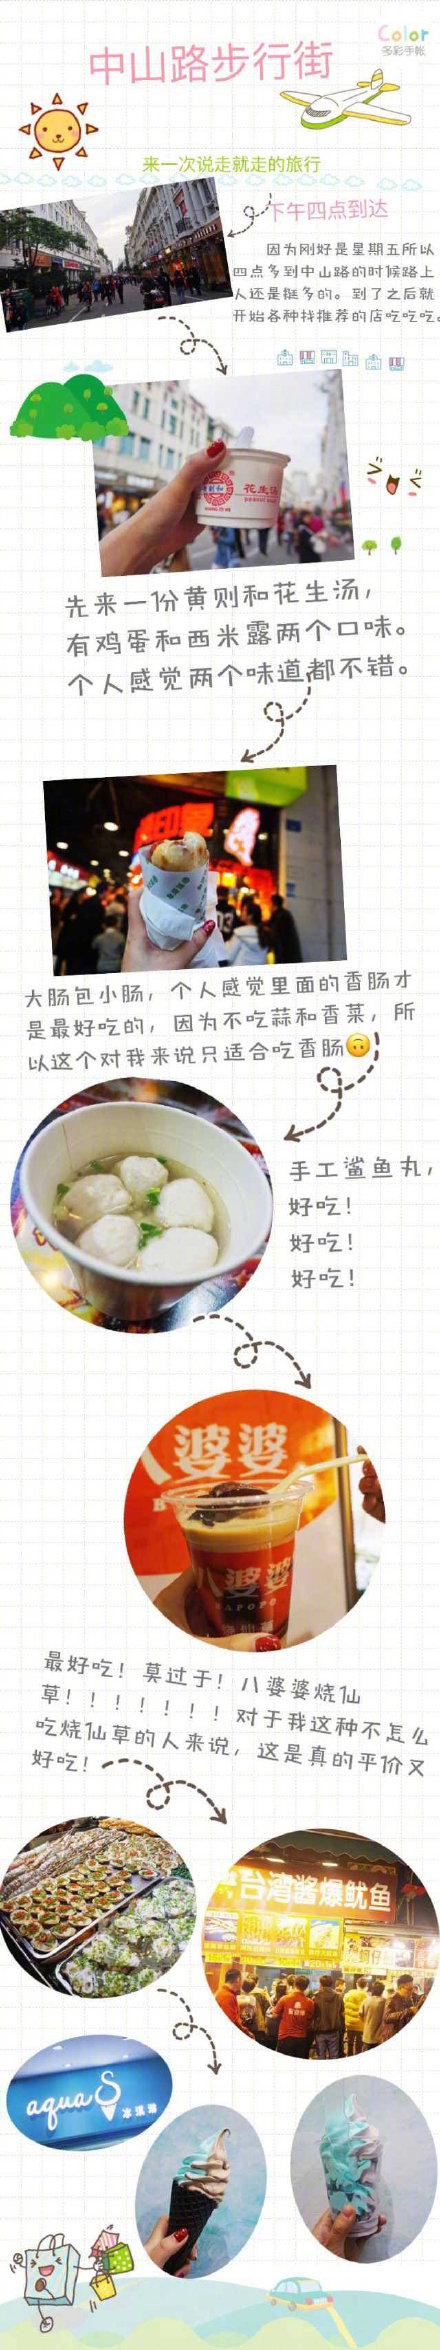 Color
多彩手帐
中山路步行街
来一次说走就走的旅行
下午四点到达
因为刚好是星期五所以
四点多到中山路的时候路上
人还是挺多的。到了之后就
开始各种找推荐的店吃吃吃。
花生汤
peanut soup
先来一份黄则和花生汤，
有鸡蛋和西米露两个口味。
个人感觉两个味道都不错。
大肠包小肠，个人感觉里面的香肠才
是最好吃的，因为不吃蒜和香菜，所
以这个对我来说只适合吃香肠🙃
手工鲨鱼丸，
好吃！
好吃！
好吃！
八婆婆
八婆婆
BAPOPO
烧仙草
最好吃！莫过于！八婆婆烧仙
草！！！！！！！对于我这种不怎么
吃烧仙草的人来说，这是真的平价又
好吃！
台湾酱爆鱿鱼
aquaS
冰淇淋